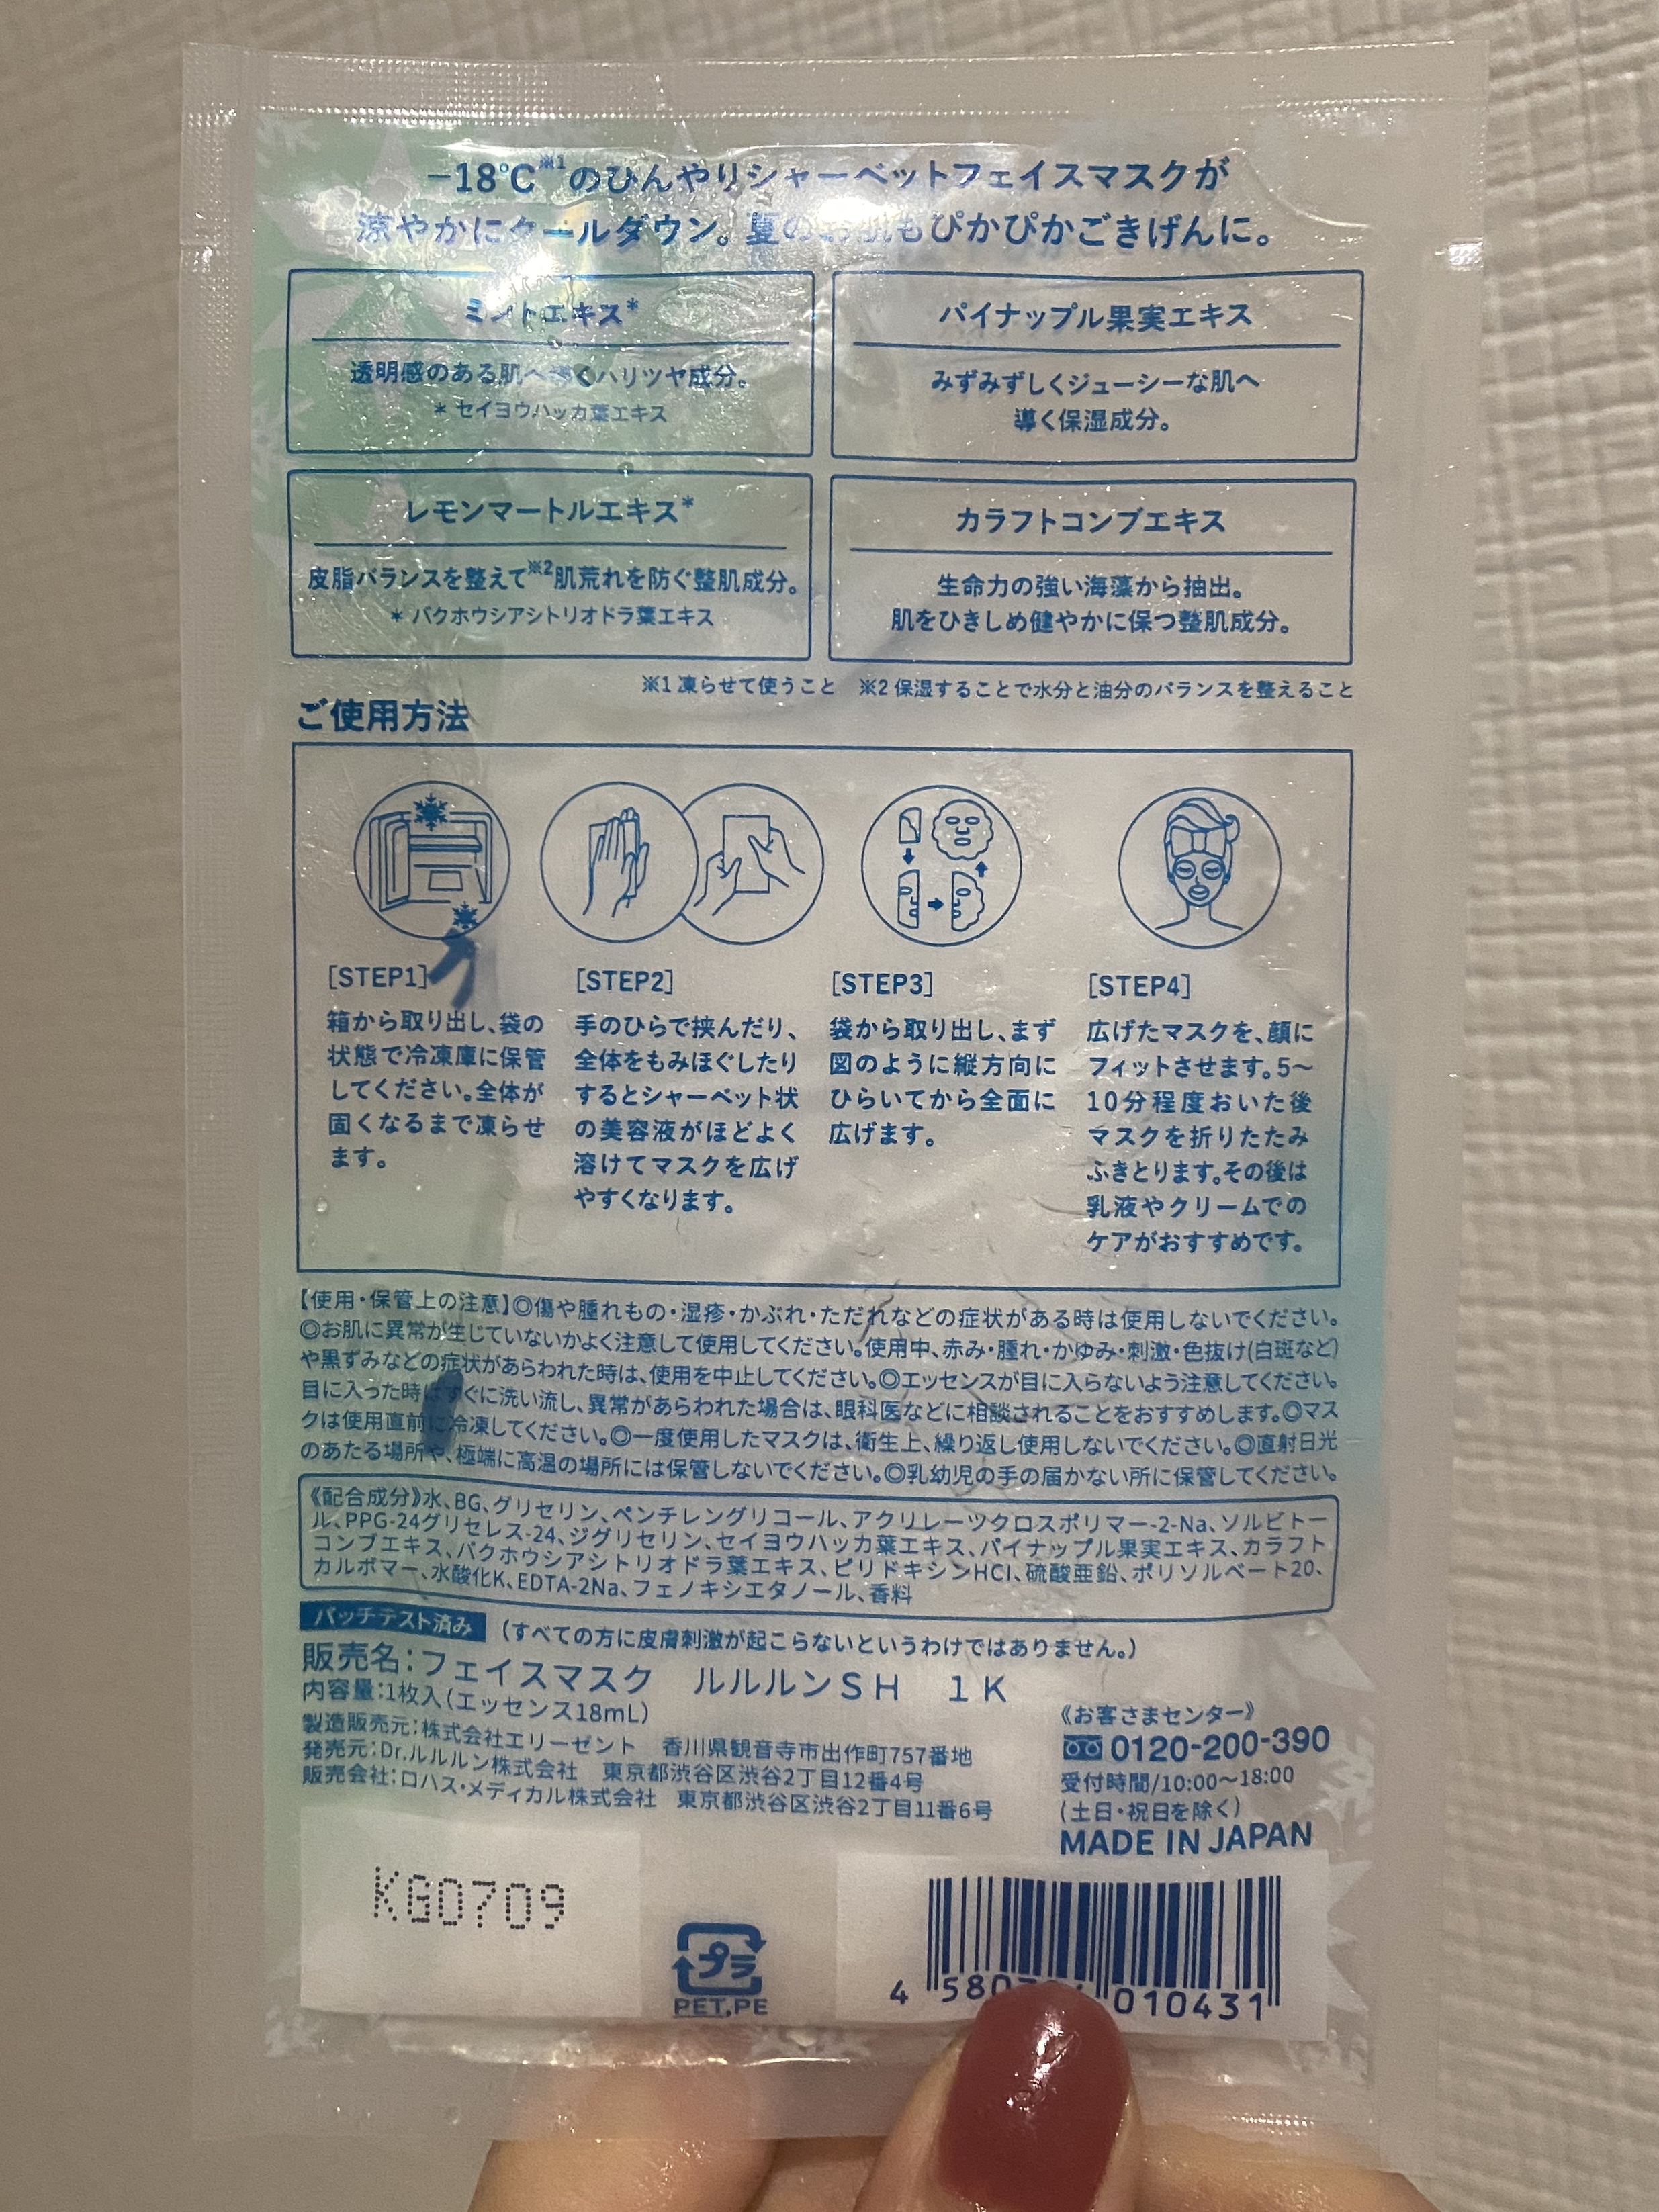 −18℃※1のひんやりシャーベットフェイスマスクが
涼やかにクールダウン。夏のお肌もぴかぴかごきげんに。
ミントエキス*
透明感のある肌へ導くハリツヤ成分。
* セイヨウハッカ葉エキス
パイナップル果実エキス
みずみずしくジューシーな肌へ
導く保湿成分。
レモンマートルエキス*
皮脂バランスを整えて※2肌荒れを防ぐ整肌成分。
* バクホウシアシトリオドラ葉エキス
カラフトコンブエキス
生命力の強い海藻から抽出。
肌をひきしめ健やかに保つ整肌成分。
※1 凍らせて使うこと ※2 保湿することで水分と油分のバランスを整えること
ご使用方法
[STEP1]
箱から取り出し、袋の
状態で冷凍庫に保管
してください。全体が
固くなるまで凍らせ
ます。
[STEP2]
手のひらで挟んだり、
全体をもみほぐしたり
するとシャーベット状
の美容液がほどよく
溶けてマスクを広げ
やすくなります。
[STEP3]
袋から取り出し、まず
図のように縦方向に
ひらいてから全面に
広げます。
[STEP4]
広げたマスクを、顔に
フィットさせます。5〜
10分程度おいた後
マスクを折りたたみ
ふきとります。その後は
乳液やクリームでの
ケアがおすすめです。
【使用・保管上の注意】◎傷や腫れもの・湿疹・かぶれ・ただれなどの症状がある時は使用しないでください。
◎お肌に異常が生じていないかよく注意して使用してください。使用中、赤み・腫れ・かゆみ・刺激・色抜け(白斑など)
や黒ずみなどの症状があらわれた時は、使用を中止してください。◎エッセンスが目に入らないよう注意してください。
目に入った時はすぐに洗い流し、異常があらわれた場合は、眼科医などに相談されることをおすすめします。◎マス
クは使用直前に冷凍してください。◎一度使用したマスクは、衛生上、繰り返し使用しないでください。◎直射日光
のあたる場所や、極端に高温の場所には保管しないでください。◎乳幼児の手の届かない所に保管してください。
《配合成分》水、BG、グリセリン、ペンチレングリコール、アクリレーツクロスポリマー-2-Na、ソルビトー
ル、PPG-24グリセレス-24、ジグリセリン、セイヨウハッカ葉エキス、パイナップル果実エキス、カラフト
コンブエキス、バクホウシアシトリオドラ葉エキス、ピリドキシンHCl、硫酸亜鉛、ポリソルベート20、
カルボマー、水酸化K、EDTA-2Na、フェノキシエタノール、香料
パッチテスト済み (すべての方に皮膚刺激が起こらないというわけではありません。)
販売名：フェイスマスク ルルルンＳＨ １Ｋ
内容量：1枚入(エッセンス18mL)
製造販売元：株式会社エリーゼント 香川県観音寺市出作町757番地
発売元：Dr.ルルルン株式会社 東京都渋谷区渋谷2丁目12番4号
販売会社：ロハス・メディカル株式会社 東京都渋谷区渋谷2丁目11番6号
《お客さまセンター》
0120-200-390
受付時間/10:00〜18:00
(土日・祝日を除く)
MADE IN JAPAN
KG0709
プラ
PET,PE
4 580 010431